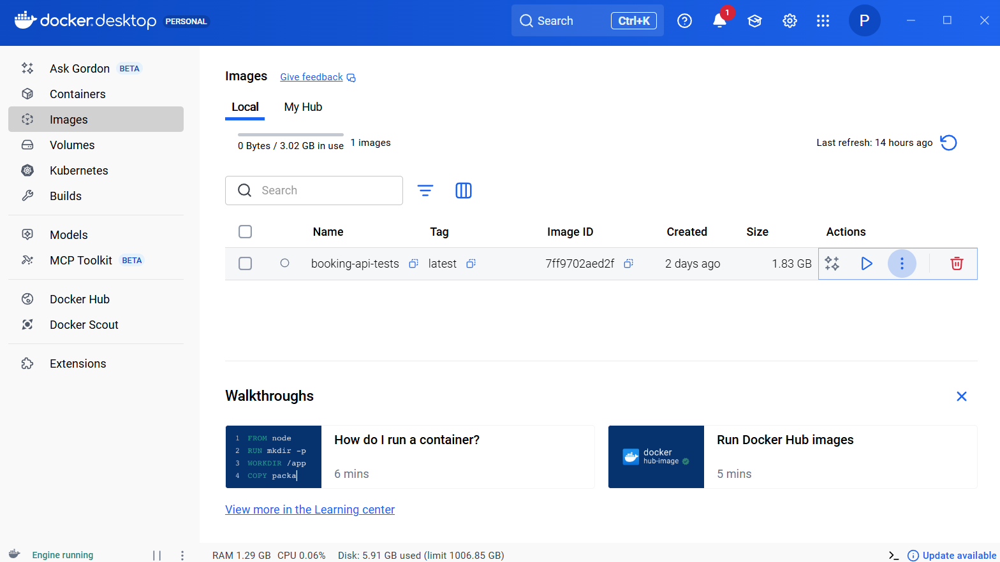 docker.desktop PERSONAL
Search Ctrl+K
1
P
Ask Gordon BETA
Containers
Images
Volumes
Kubernetes
Builds
Models
MCP Toolkit BETA
Docker Hub
Docker Scout
Extensions
Images Give feedback
Local My Hub
0 Bytes / 3.02 GB in use 1 images
Last refresh: 14 hours ago
Search
Name Tag Image ID Created Size Actions
booking-api-tests latest 7ff9702aed2f 2 days ago 1.83 GB
Walkthroughs
1 FROM node
2 RUN mkdir -p
3 WORKDIR /app
4 COPY packa
How do I run a container?
6 mins
docker
hub-image
Run Docker Hub images
5 mins
View more in the Learning center
Engine running
RAM 1.29 GB CPU 0.06% Disk: 5.91 GB used (limit 1006.85 GB)
Update available